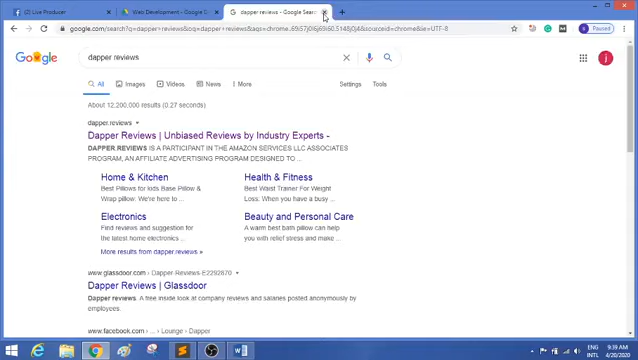 (2) Live Producer
Web Development - Google D
dapper reviews - Google Sear
google.com/search?q=dapper+reviews&oq=dapper+reviews&aqs=chrome..69i57j0l6j69i60.5148j0j4&sourceid=chrome&ie=UTF-8
Paused
Google
dapper reviews
j
All
Images
Videos
News
More
Settings
Tools
About 12,200,000 results (0.27 seconds)
dapper.reviews
Dapper Reviews | Unbiased Reviews by Industry Experts -
DAPPER.REVIEWS IS A PARTICIPANT IN THE AMAZON SERVICES LLC ASSOCIATES
PROGRAM, AN AFFILIATE ADVERTISING PROGRAM DESIGNED TO ...
Home & Kitchen
Best Pillows for kids Base Pillow &
Wrap pillow: We're here to ...
Health & Fitness
Best Waist Trainer For Weight
Loss: When you have a busy ...
Electronics
Find reviews and suggestion for
the latest home electronics ...
Beauty and Personal Care
A warm best bath pillow can help
you with relief stress and make ...
More results from dapper.reviews »
www.glassdoor.com › Dapper-Reviews-E2292870
Dapper Reviews | Glassdoor
Dapper reviews. A free inside look at company reviews and salaries posted anonymously by
employees.
www.facebook.com › ... › Lounge › Dapper
ENG
INTL
9:39 AM
4/28/2020